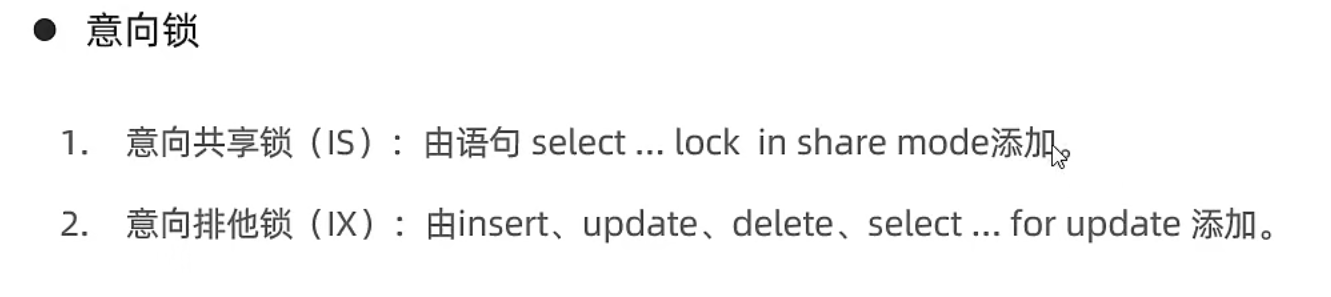 ● 意向锁
1. 意向共享锁（IS）：由语句 select ... lock in share mode添加。
2. 意向排他锁（IX）：由insert、update、delete、select ... for update 添加。